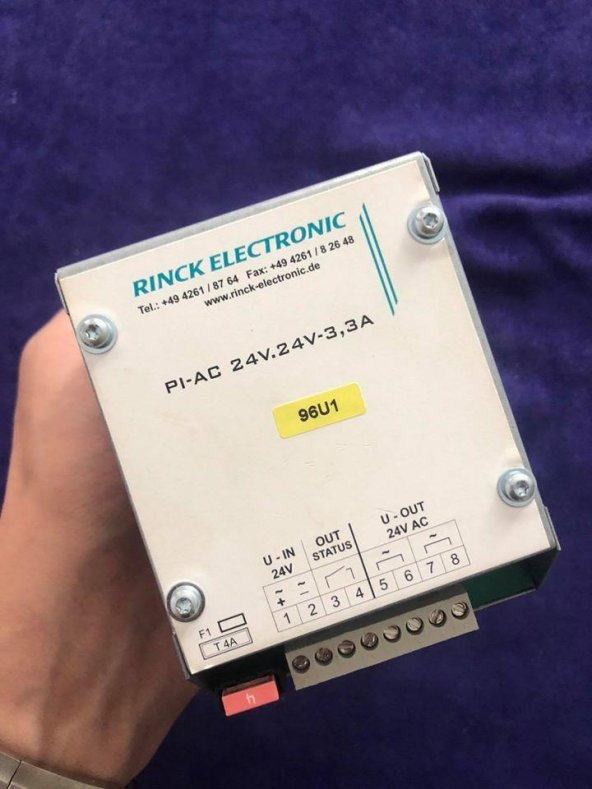 RINCK ELECTRONIC
Tel.: +49 4261 / 87 64 Fax: +49 4261 / 8 26 48
www.rinck-electronic.de
PI-AC 24V.24V-3,3A
96U1
U - IN
24V
OUT
STATUS
U - OUT
24V AC
~ ~ ~ ~
+ –
1 2 3 4 5 6 7 8
F1
T 4A
4